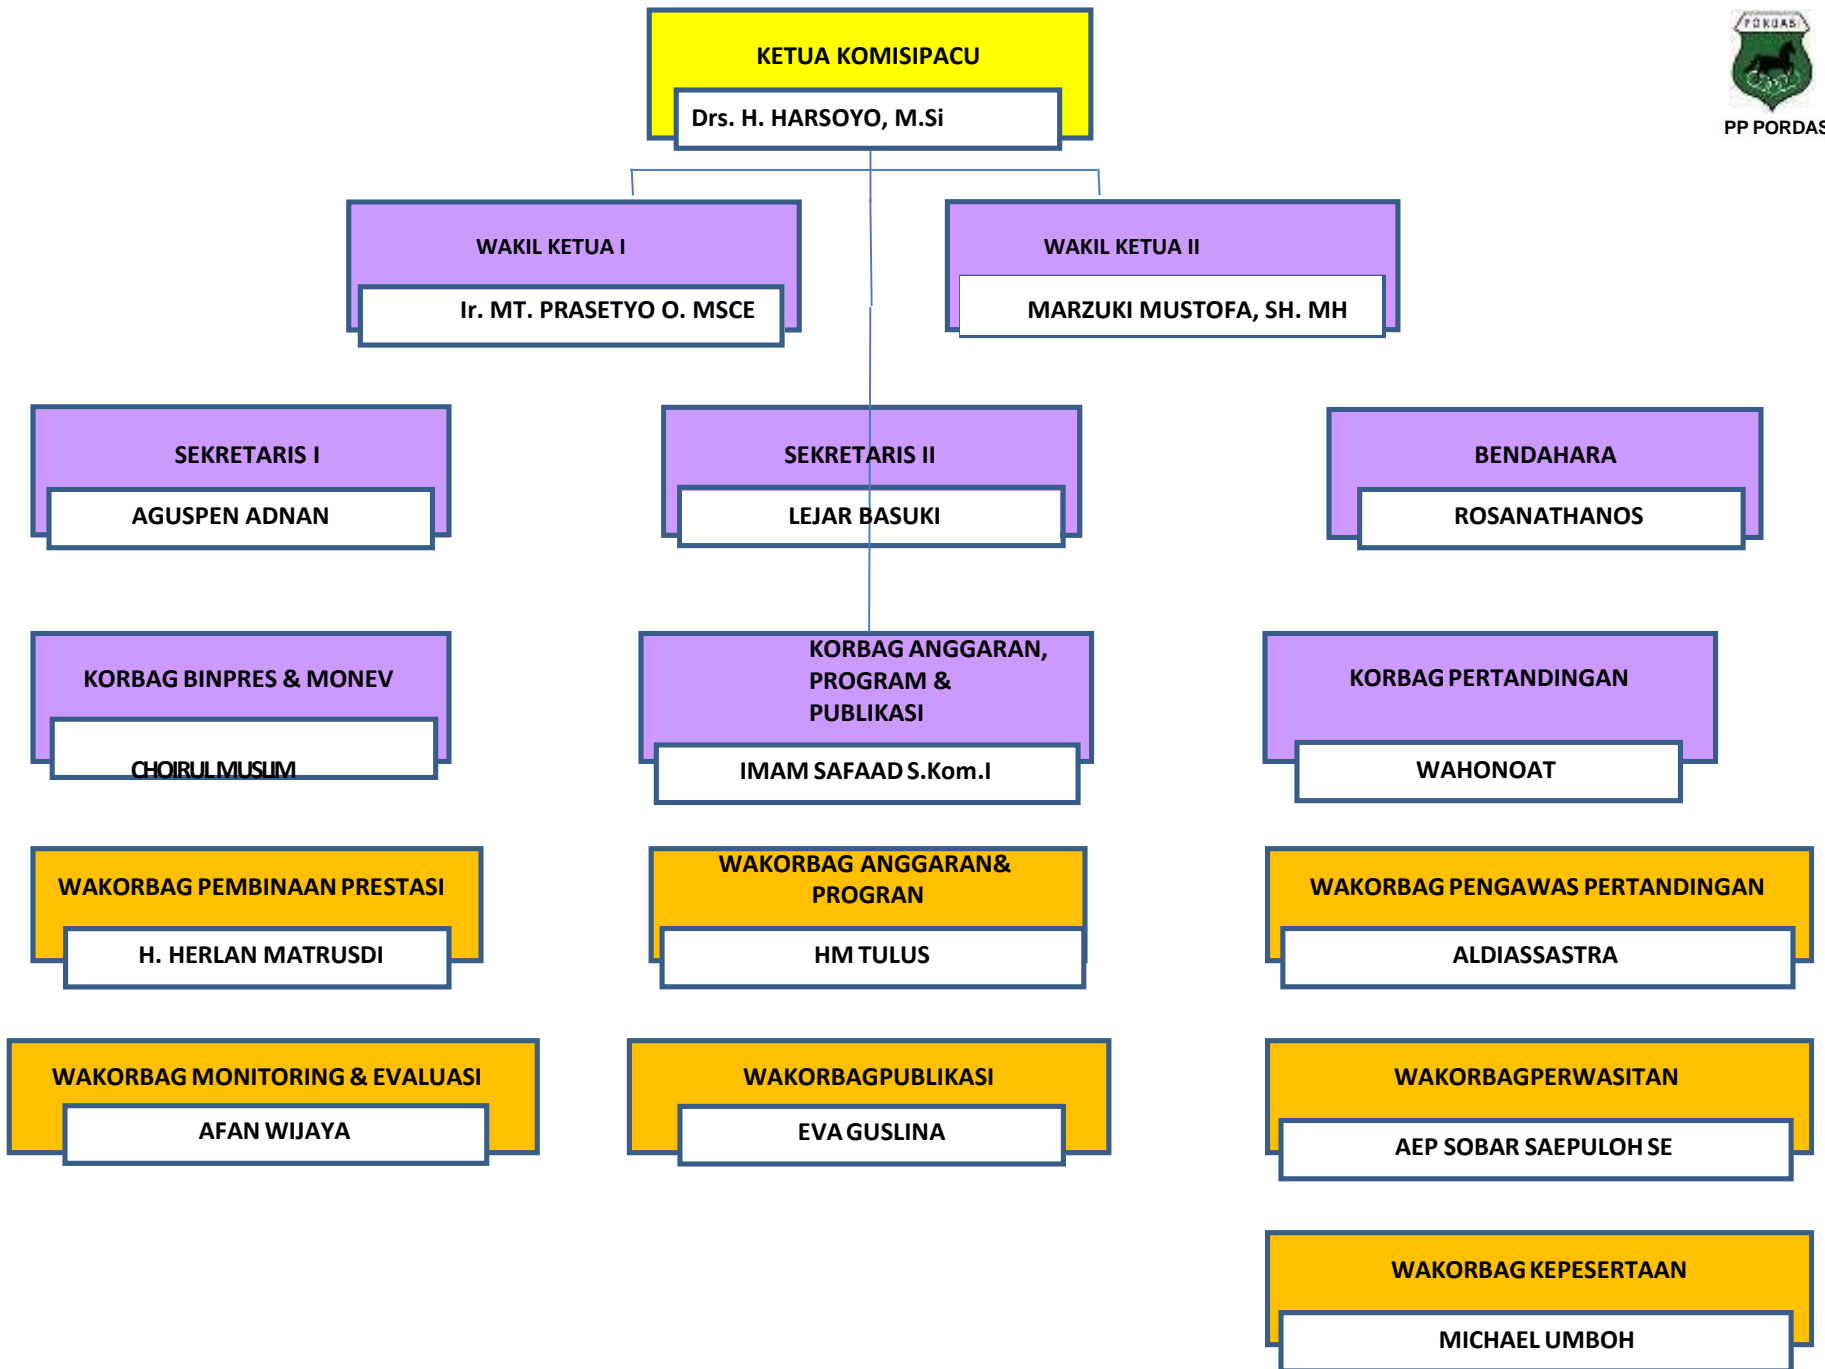 PORDAS
PP PORDAS
KETUA KOMISIPACU
Drs. H. HARSOYO, M.Si
WAKIL KETUA I
Ir. MT. PRASETYO O. MSCE
WAKIL KETUA II
MARZUKI MUSTOFA, SH. MH
SEKRETARIS I
AGUSPEN ADNAN
SEKRETARIS II
LEJAR BASUKI
BENDAHARA
ROSANATHANOS
KORBAG BINPRES & MONEV
CHOIRUL MUSLIM
KORBAG ANGGARAN,
PROGRAM &
PUBLIKASI
IMAM SAFAAD S.Kom.I
KORBAG PERTANDINGAN
WAHONOAT
WAKORBAG PEMBINAAN PRESTASI
H. HERLAN MATRUSDI
WAKORBAG ANGGARAN&
PROGRAN
HM TULUS
WAKORBAG PENGAWAS PERTANDINGAN
ALDIASSASTRA
WAKORBAG MONITORING & EVALUASI
AFAN WIJAYA
WAKORBAGPUBLIKASI
EVA GUSLINA
WAKORBAGPERWASITAN
AEP SOBAR SAEPULOH SE
WAKORBAG KEPESERTAAN
MICHAEL UMBOH